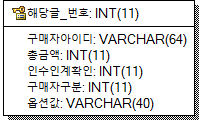 해당글_번호: INT(11)
구매자아이디: VARCHAR(64)
총금액: INT(11)
인수인계확인: INT(11)
구매자구분: INT(11)
옵션값: VARCHAR(40)